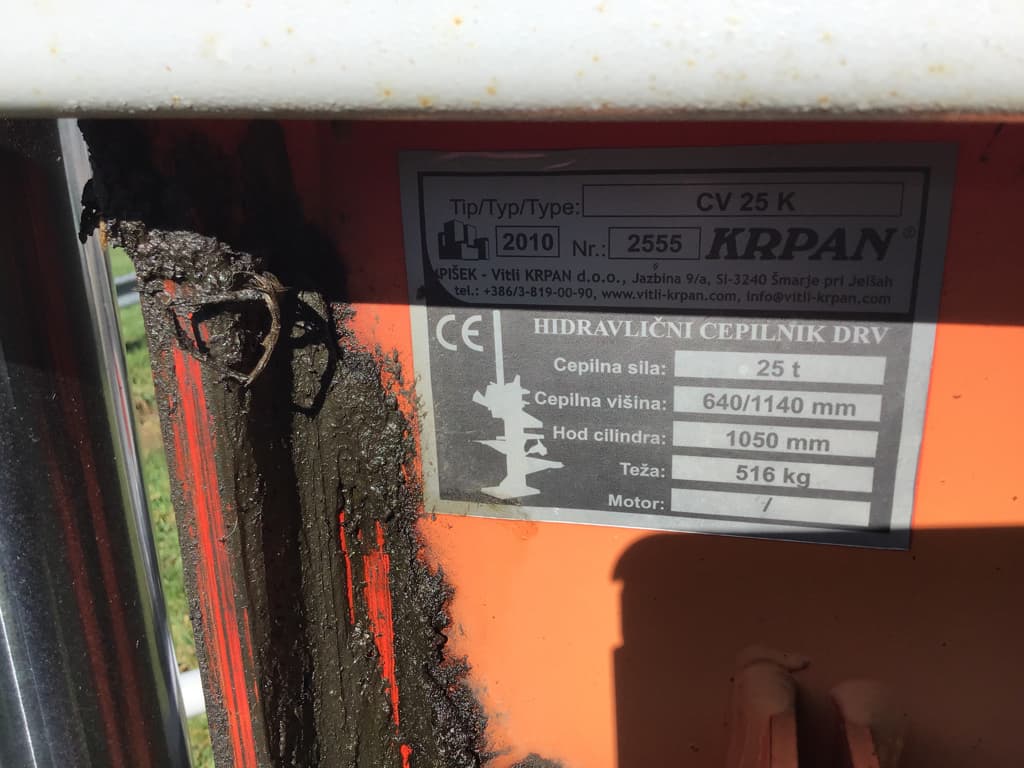 Tip/Typ/Type: CV 25 K
2010 Nr.: 2555 KRPAN®
PIŠEK - Vitli KRPAN d.o.o., Jazbina 9/a, SI-3240 Šmarje pri Jelšah
tel.: +386/3-819-00-90, www.vitli-krpan.com, info@vitli-krpan.com
CE HIDRAVLIČNI CEPILNIK DRV
Cepilna sila: 25 t
Cepilna višina: 640/1140 mm
Hod cilindra: 1050 mm
Teža: 516 kg
Motor: /